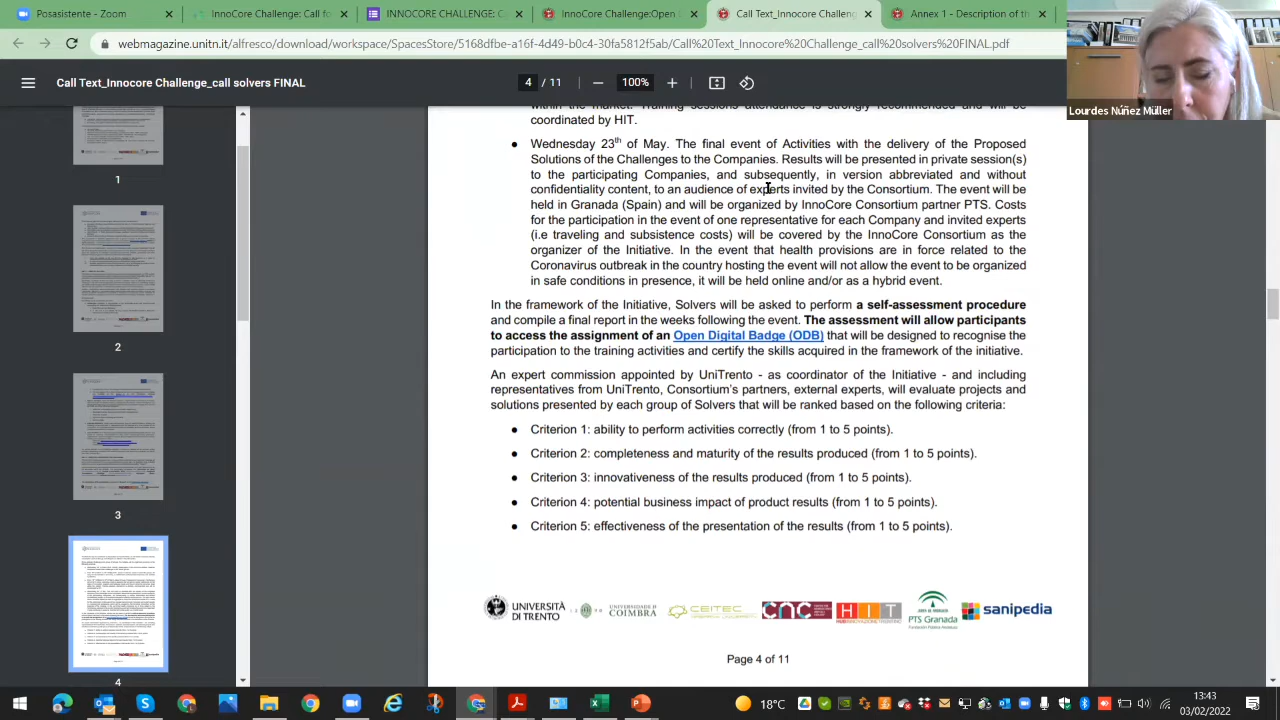 INNOCORE CHALLENGE_CALL for S
InnoCore Challenge:Open I
Call Text_Innocore Challeng
Annex 1 - Description of th
webmagazine.unitn.it/alfresco/download/workspace/SpacesStore/5168dfbe-a16f-4d49-b5c4-30fa5812f5ab/Call%20Text_Innocore%20Challenge_call%20solvers%20FINAL.pdf
Lourdes Núñez Müller
Call Text_Innocore Challenge_call solvers FINAL
4 / 11
100%
coordinated by HIT.
● 23th of May. The final event of Activities with the delivery of the Proposed
Solutions of the Challenges to the Companies. Results will be presented in private session(s)
to the participating Companies, and subsequently, in version abbreviated and without
confidentiality content, to an audience of experts invited by the Consortium. The event will be
held in Granada (Spain) and will be organized by InnoCore Consortium partner PTS. Costs
for the participation in the event of one representative for each Company and invited experts
(i.e traveling and subsistence costs) will be covered by the InnoCore Consortium as the
organizer of the Initiative. In the event that health provisions are in force related to the
Coronavirus outbreak in the country hosting the event will not allow the event to be organized
in safe conditions in presence, it will be held online and/or as a hybrid event.
In the framework of the Initiative, Solvers will be asked to perform a self-assessment procedure
and compile a final report in the weeks following the event. The assessment will allow participants
to access the assignment of an Open Digital Badge (ODB) that will be designed to recognise the
participation to the training activities and certify the skills acquired in the framework of the initiative.
An expert commission appointed by UniTrento - as coordinator of the Initiative - and including
representatives from UniTrento, Consortium's partners, external experts, will evaluate projects and
solutions presented by each group of Solvers that will be ranked based on the following criteria:
● Criterion 1: ability to perform activities correctly (from 1 to 5 points).
● Criterion 2: completeness and maturity of the results produced (from 1 to 5 points).
● Criterion 3: innovativeness of the results produced (from 1 to 5 points).
● Criterion 4: potential business impact of product results (from 1 to 5 points).
● Criterion 5: effectiveness of the presentation of the results (from 1 to 5 points).
UNIVERSITÀ
DI TRENTO
COIMBRA
CEITEC
CNC
HIT
PTS Granada
sanipedia
Page 4 of 11
1
2
3
4
18°C
13:43
03/02/2022